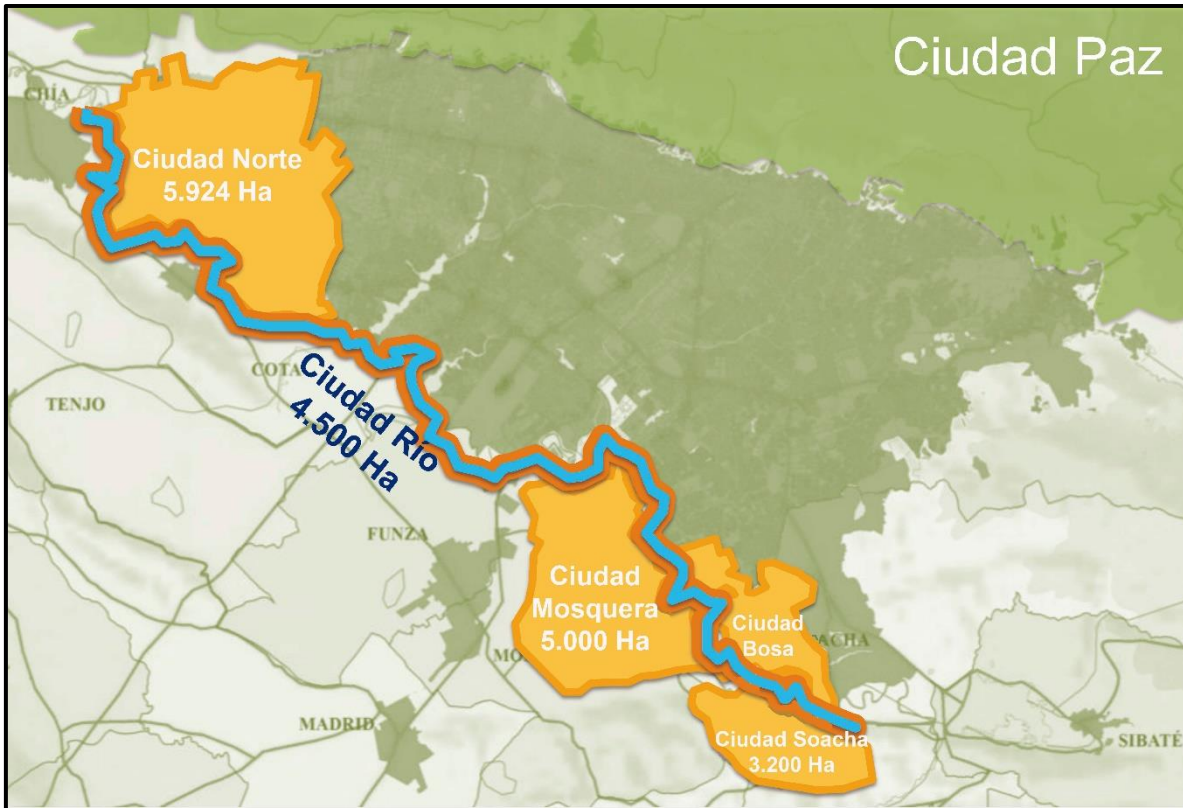 Ciudad Paz
CHÍA
Ciudad Norte
5.924 Ha
COTA
TENJO
Ciudad Río
4.500 Ha
FUNZA
Ciudad
Mosquera
5.000 Ha
Ciudad
Bosa
MADRID
Ciudad Soacha
3.200 Ha
SIBATÉ